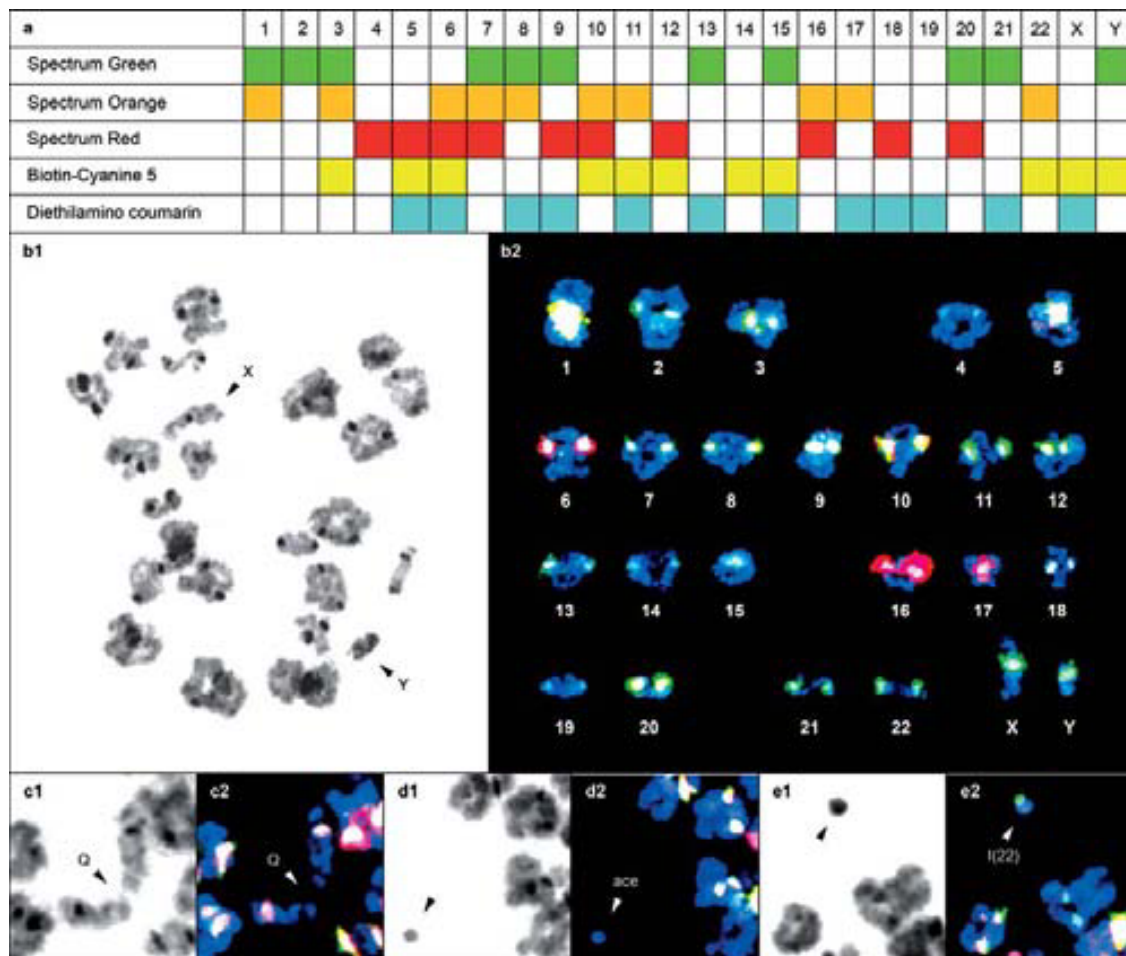 a 1 2 3 4 5 6 7 8 9 10 11 12 13 14 15 16 17 18 19 20 21 22 X Y
Spectrum Green
Spectrum Orange
Spectrum Red
Biotin-Cyanine 5
Diethilamino coumarin
b1
X
Y
b2
1 2 3 4 5
6 7 8 9 10 11 12
13 14 15 16 17 18
19 20 21 22 X Y
c1
Q
c2
Q
d1
d2
ace
e1
e2
I(22)